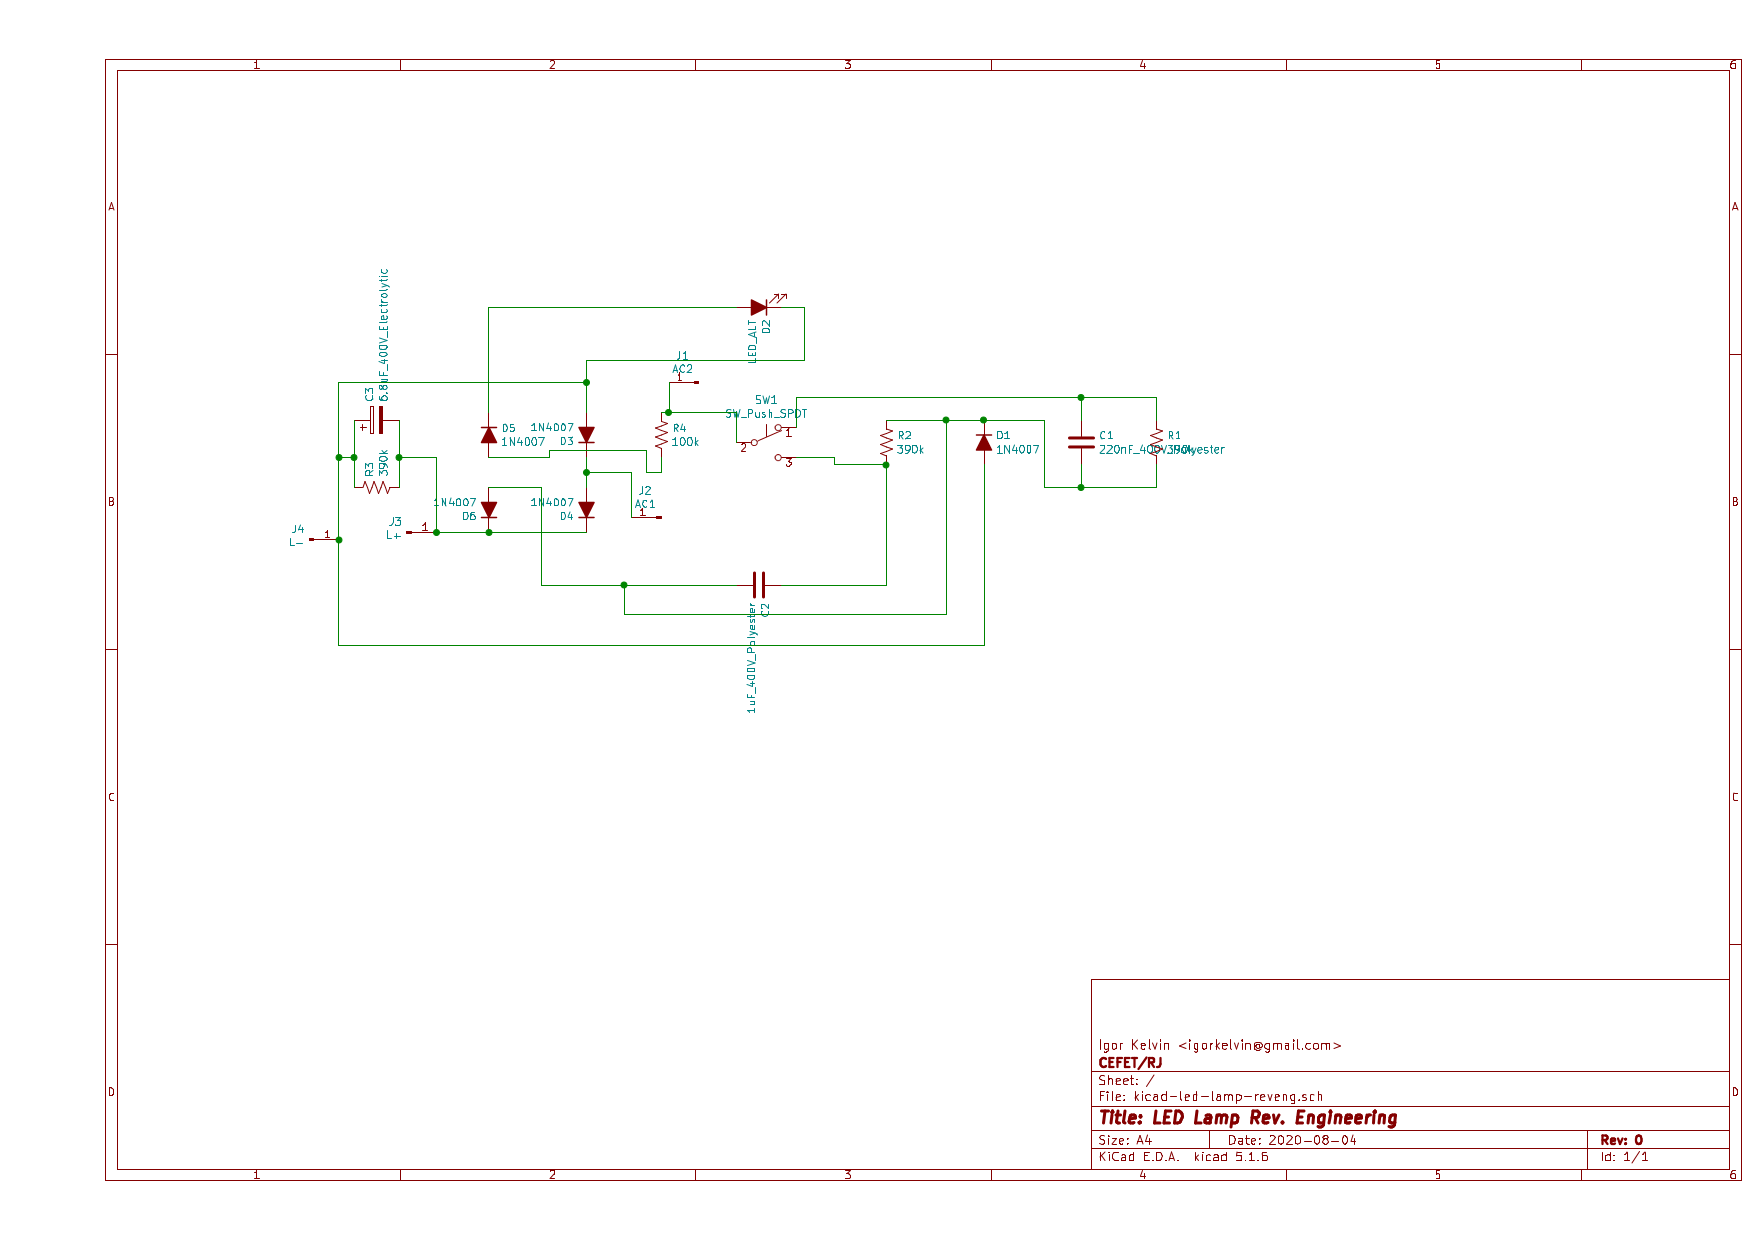 1 2 3 4 5 6
A A
6.8uF_400V_Electrolytic
C3
D2
LED_ALT
J1
AC2
1
B B
SW1
SW_Push_SPDT
1
2
3
D5
1N4007
1N4007
D3
R4
100k
R2
390k
D1
1N4007
C1
220nF_400V_Polyester
R1
390k
+
R3
390k
1N4007
D6
1N4007
D4
J2
AC1
1
J3
L+
1
J4
L-
1
C2
1uF_400V_Polyester
C C
D D
Igor Kelvin <igorkelvin@gmail.com>
CEFET/RJ
Sheet: /
File: kicad-led-lamp-reveng.sch
Title: LED Lamp Rev. Engineering
Size: A4 Date: 2020-08-04 Rev: 0
KiCad E.D.A. kicad 5.1.6 Id: 1/1
1 2 3 4 5 6